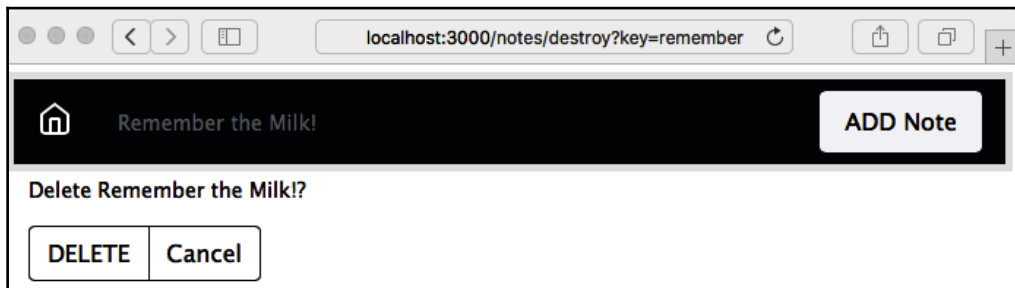 localhost:3000/notes/destroy?key=remember
Remember the Milk!
ADD Note
Delete Remember the Milk!?
DELETE Cancel